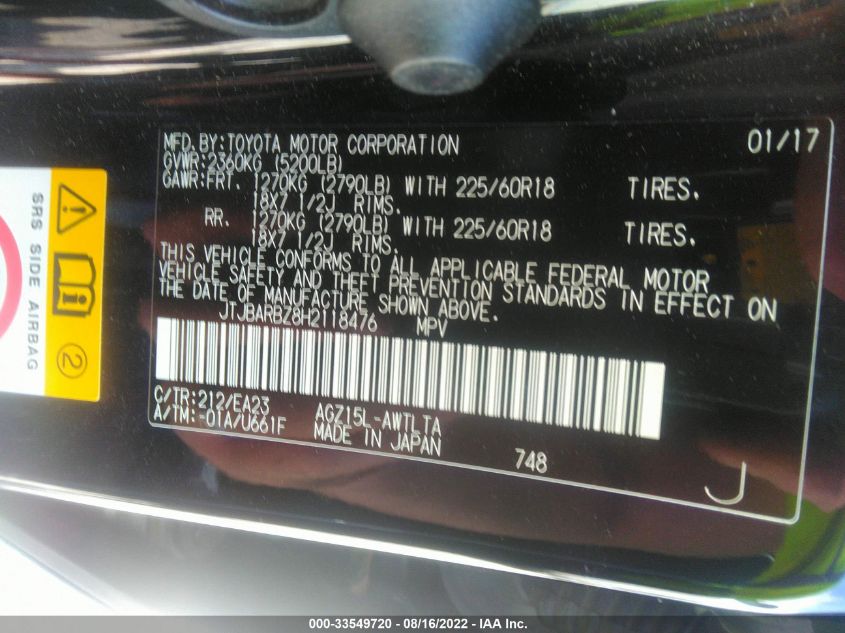 MFD.BY:TOYOTA MOTOR CORPORATION 01/17
GVWR:2360KG (5200LB)
GAWR:FRT. 1270KG (2790LB) WITH 225/60R18 TIRES.
18X7 1/2J RIMS.
RR. 1270KG (2790LB) WITH 225/60R18 TIRES.
18X7 1/2J RIMS.
THIS VEHICLE CONFORMS TO ALL APPLICABLE FEDERAL MOTOR
VEHICLE SAFETY AND THEFT PREVENTION STANDARDS IN EFFECT ON
THE DATE OF MANUFACTURE SHOWN ABOVE.
JTJBARBZ8H2118476 MPV
C/TR:212/EA23 AGZ15L-AWTLTA
A/TM:-01A/U661F MADE IN JAPAN
748
J
SRS SIDE AIRBAG
2
000-33549720 - 08/16/2022 - IAA Inc.